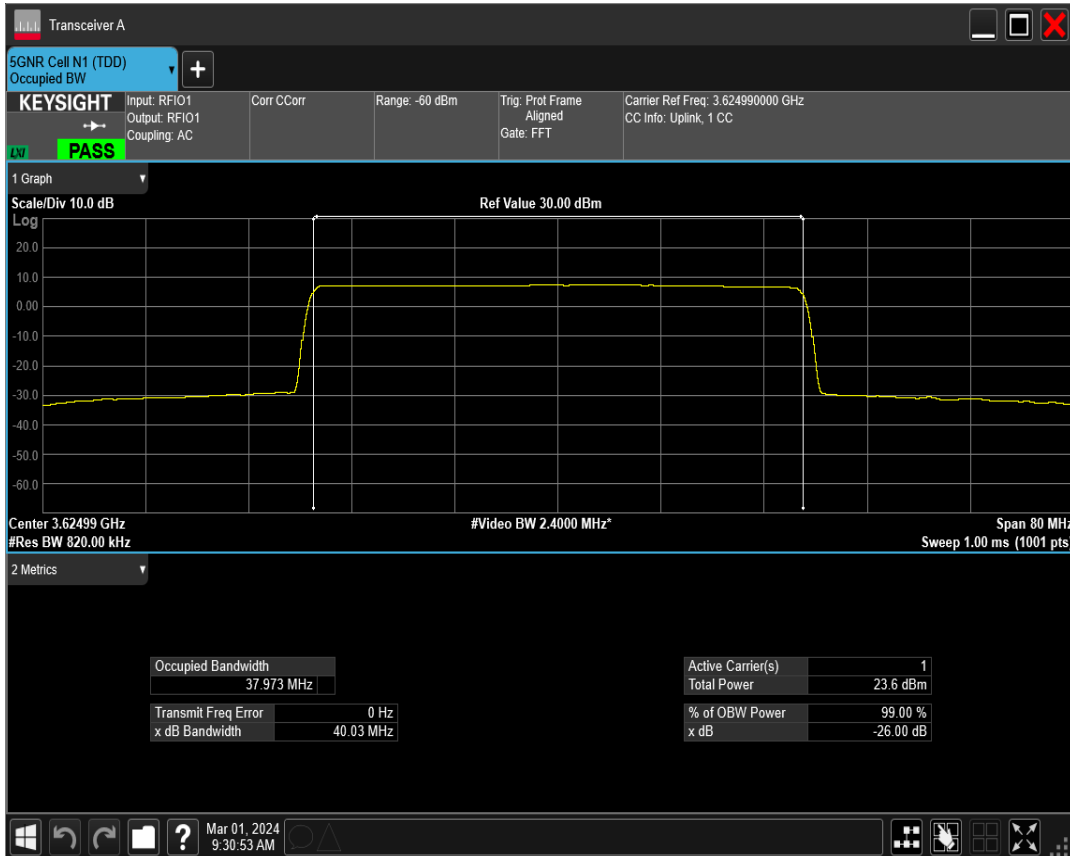 Transceiver A
5GNR Cell N1 (TDD)
Occupied BW
+
KEYSIGHT
LXI
PASS
Input: RFIO1
Output: RFIO1
Coupling: AC
Corr CCorr
Range: -60 dBm
Trig: Prot Frame
Aligned
Gate: FFT
Carrier Ref Freq: 3.624990000 GHz
CC Info: Uplink, 1 CC
1 Graph
Scale/Div 10.0 dB
Ref Value 30.00 dBm
Log
20.0
10.0
0.00
-10.0
-20.0
-30.0
-40.0
-50.0
-60.0
Center 3.62499 GHz
#Video BW 2.4000 MHz*
Span 80 MHz
#Res BW 820.00 kHz
Sweep 1.00 ms (1001 pts)
2 Metrics
Occupied Bandwidth
37.973 MHz
Transmit Freq Error 0 Hz
x dB Bandwidth 40.03 MHz
Active Carrier(s) 1
Total Power 23.6 dBm
% of OBW Power 99.00 %
x dB -26.00 dB
?
Mar 01, 2024
9:30:53 AM